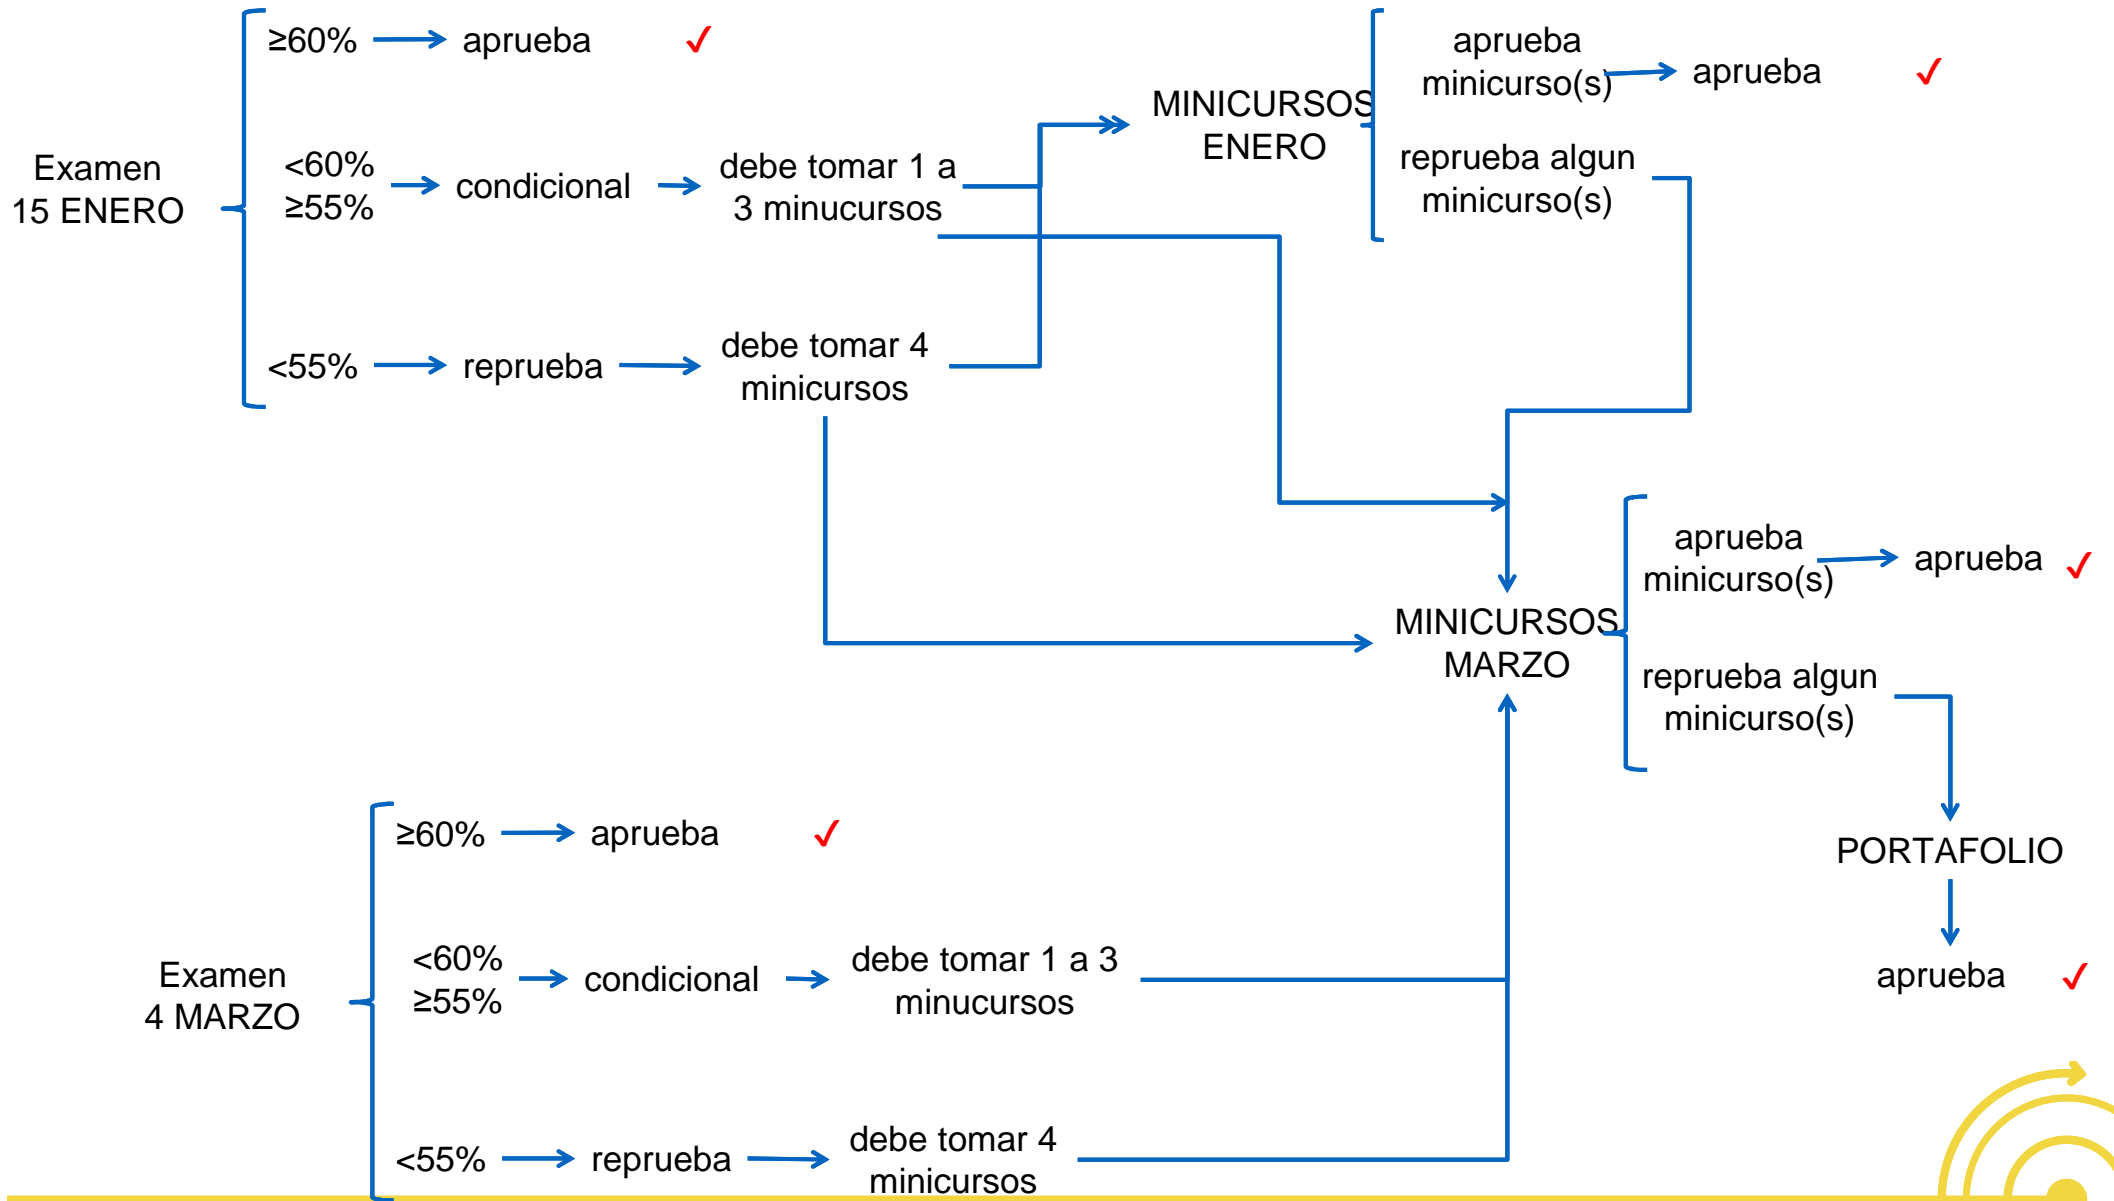 Examen
15 ENERO
≥60%
aprueba
✓
<60%
≥55%
condicional
debe tomar 1 a
3 minucursos
<55%
reprueba
debe tomar 4
minicursos
MINICURSOS
ENERO
aprueba
minicurso(s)
aprueba
✓
reprueba algun
minicurso(s)
MINICURSOS
MARZO
aprueba
minicurso(s)
aprueba
✓
reprueba algun
minicurso(s)
PORTAFOLIO
aprueba
✓
Examen
4 MARZO
≥60%
aprueba
✓
<60%
≥55%
condicional
debe tomar 1 a 3
minucursos
<55%
reprueba
debe tomar 4
minicursos